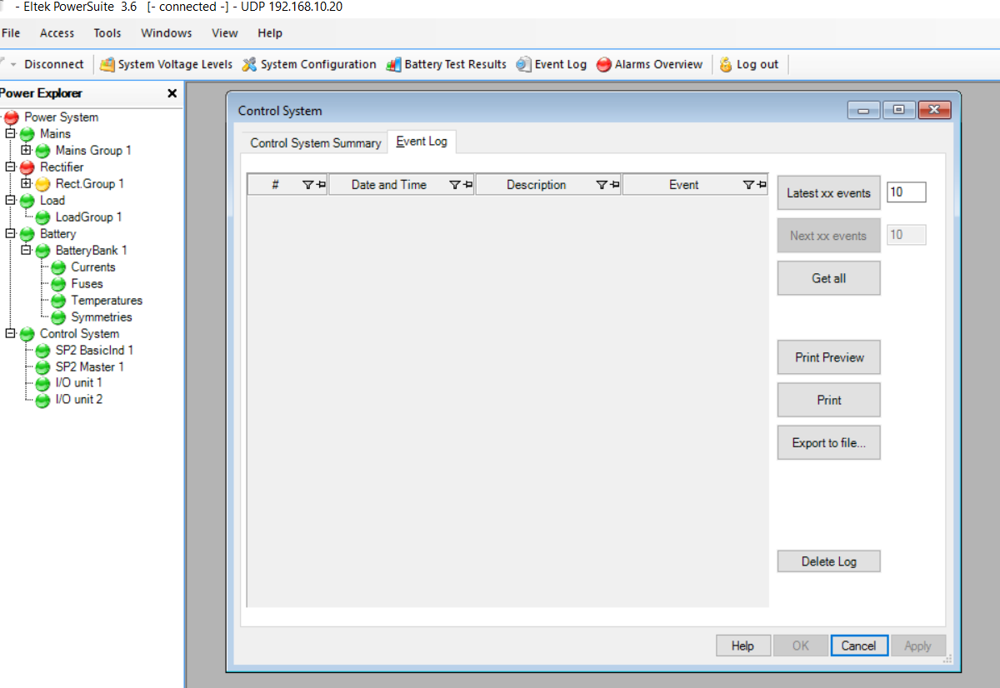 - Eltek PowerSuite 3.6 [- connected -] - UDP 192.168.10.20
File Access Tools Windows View Help
Disconnect System Voltage Levels System Configuration Battery Test Results Event Log Alarms Overview Log out
Power Explorer
Power System
Mains
Mains Group 1
Rectifier
Rect.Group 1
Load
LoadGroup 1
Battery
BatteryBank 1
Currents
Fuses
Temperatures
Symmetries
Control System
SP2 BasicInd 1
SP2 Master 1
I/O unit 1
I/O unit 2
Control System
Control System Summary Event Log
# Date and Time Description Event
Latest xx events 10
Next xx events 10
Get all
Print Preview
Print
Export to file...
Delete Log
Help OK Cancel Apply